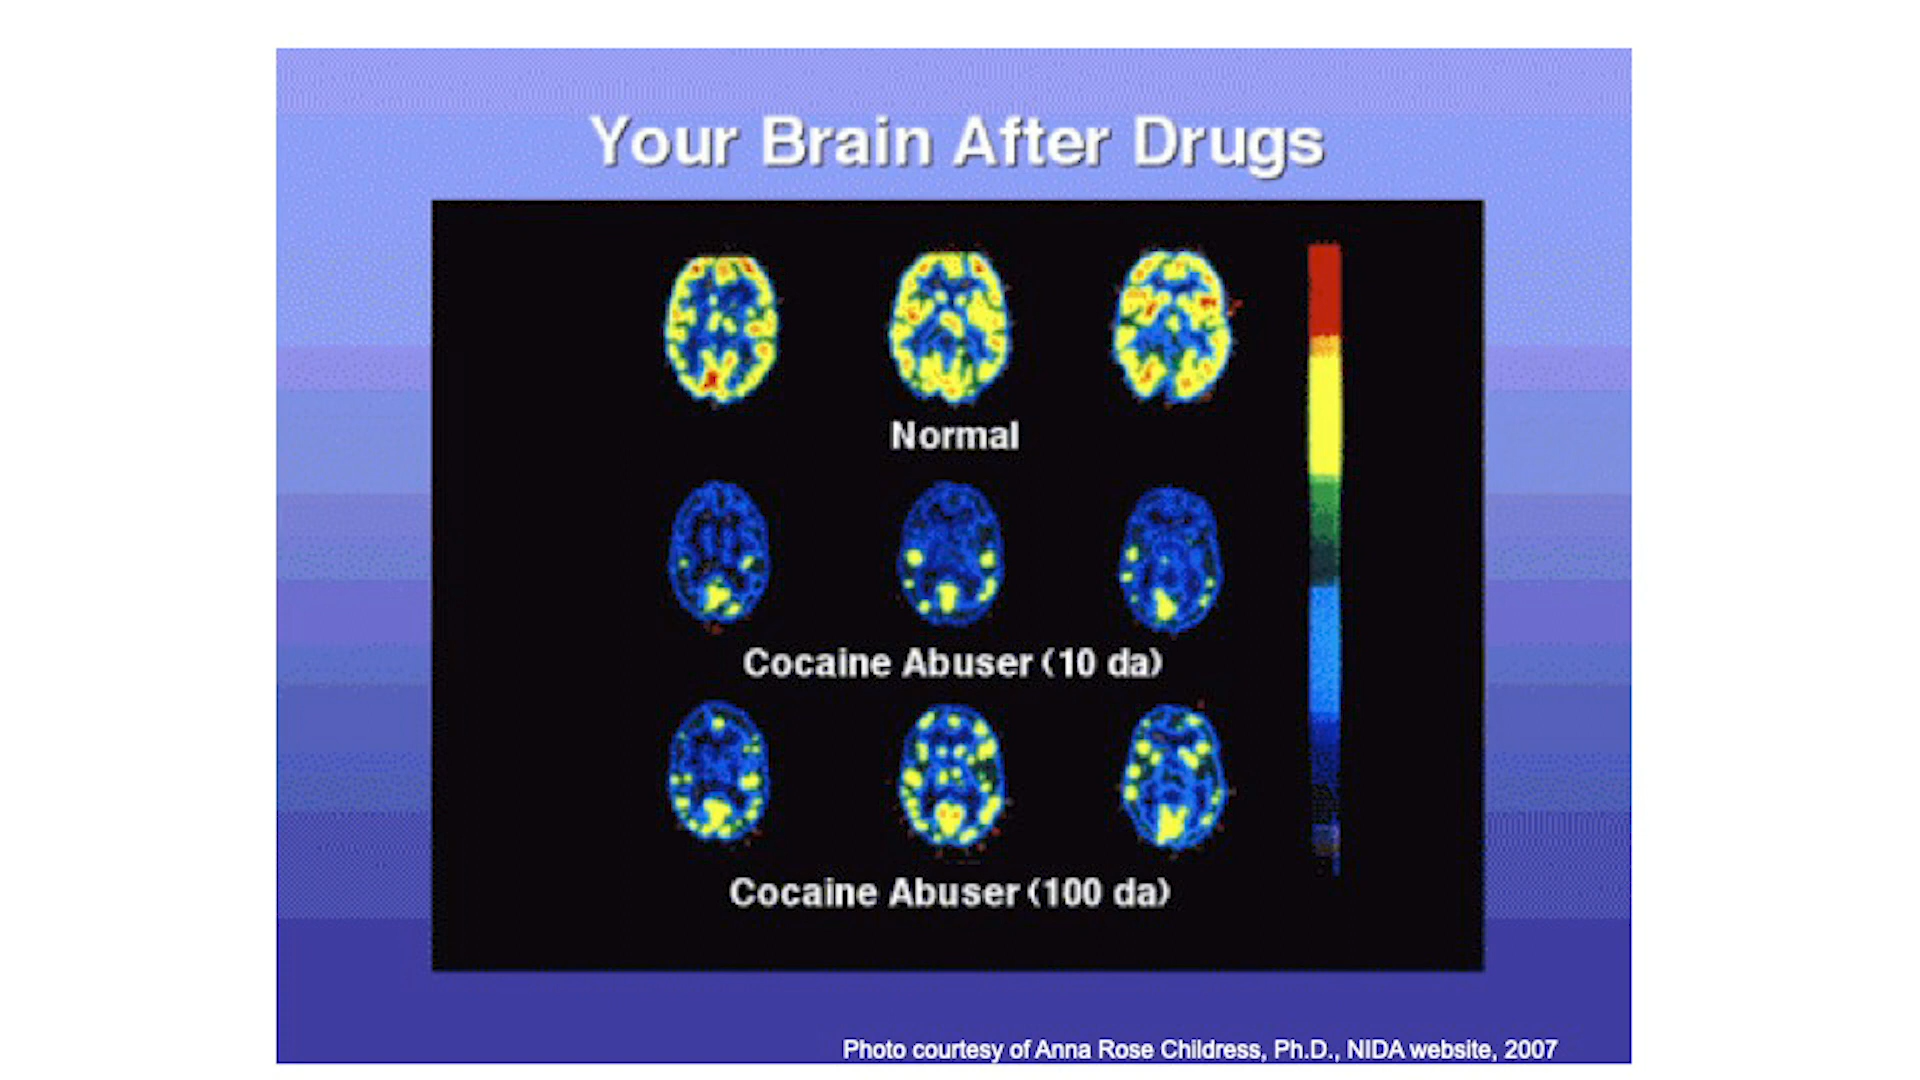 Your Brain After Drugs
Normal
Cocaine Abuser (10 da)
Cocaine Abuser (100 da)
Photo courtesy of Anna Rose Childress, Ph.D., NIDA website, 2007